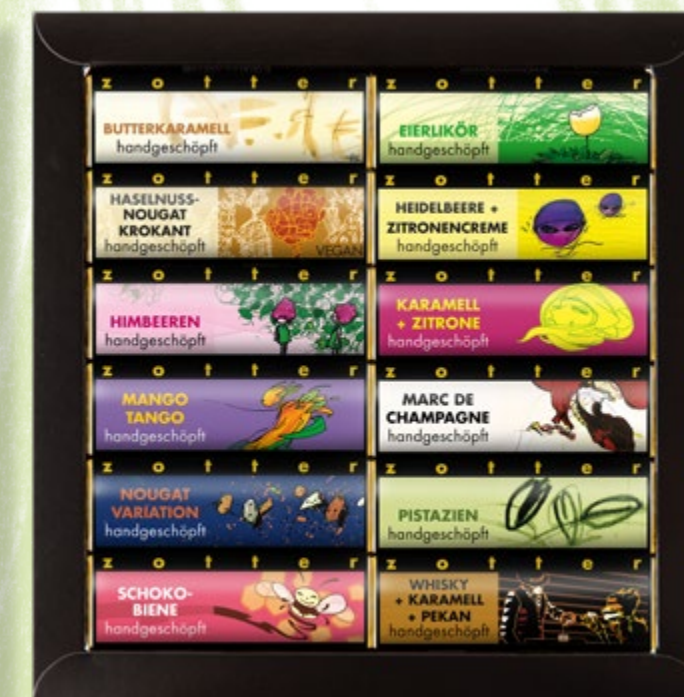 zotter
BUTTERKARAMELL
handgeschöpft
zotter
HASELNUSS-
NOUGAT
KROKANT
handgeschöpft
VEGAN
zotter
HIMBEEREN
handgeschöpft
zotter
MANGO
TANGO
handgeschöpft
zotter
NOUGAT
VARIATION
handgeschöpft
zotter
SCHOKO-
BIENE
handgeschöpft
zotter
EIERLIKÖR
handgeschöpft
zotter
HEIDELBEERE +
ZITRONENCREME
handgeschöpft
zotter
KARAMELL
+ ZITRONE
handgeschöpft
zotter
MARC DE
CHAMPAGNE
handgeschöpft
zotter
PISTAZIEN
handgeschöpft
zotter
WHISKY
+ KARAMELL
+ PEKAN
handgeschöpft